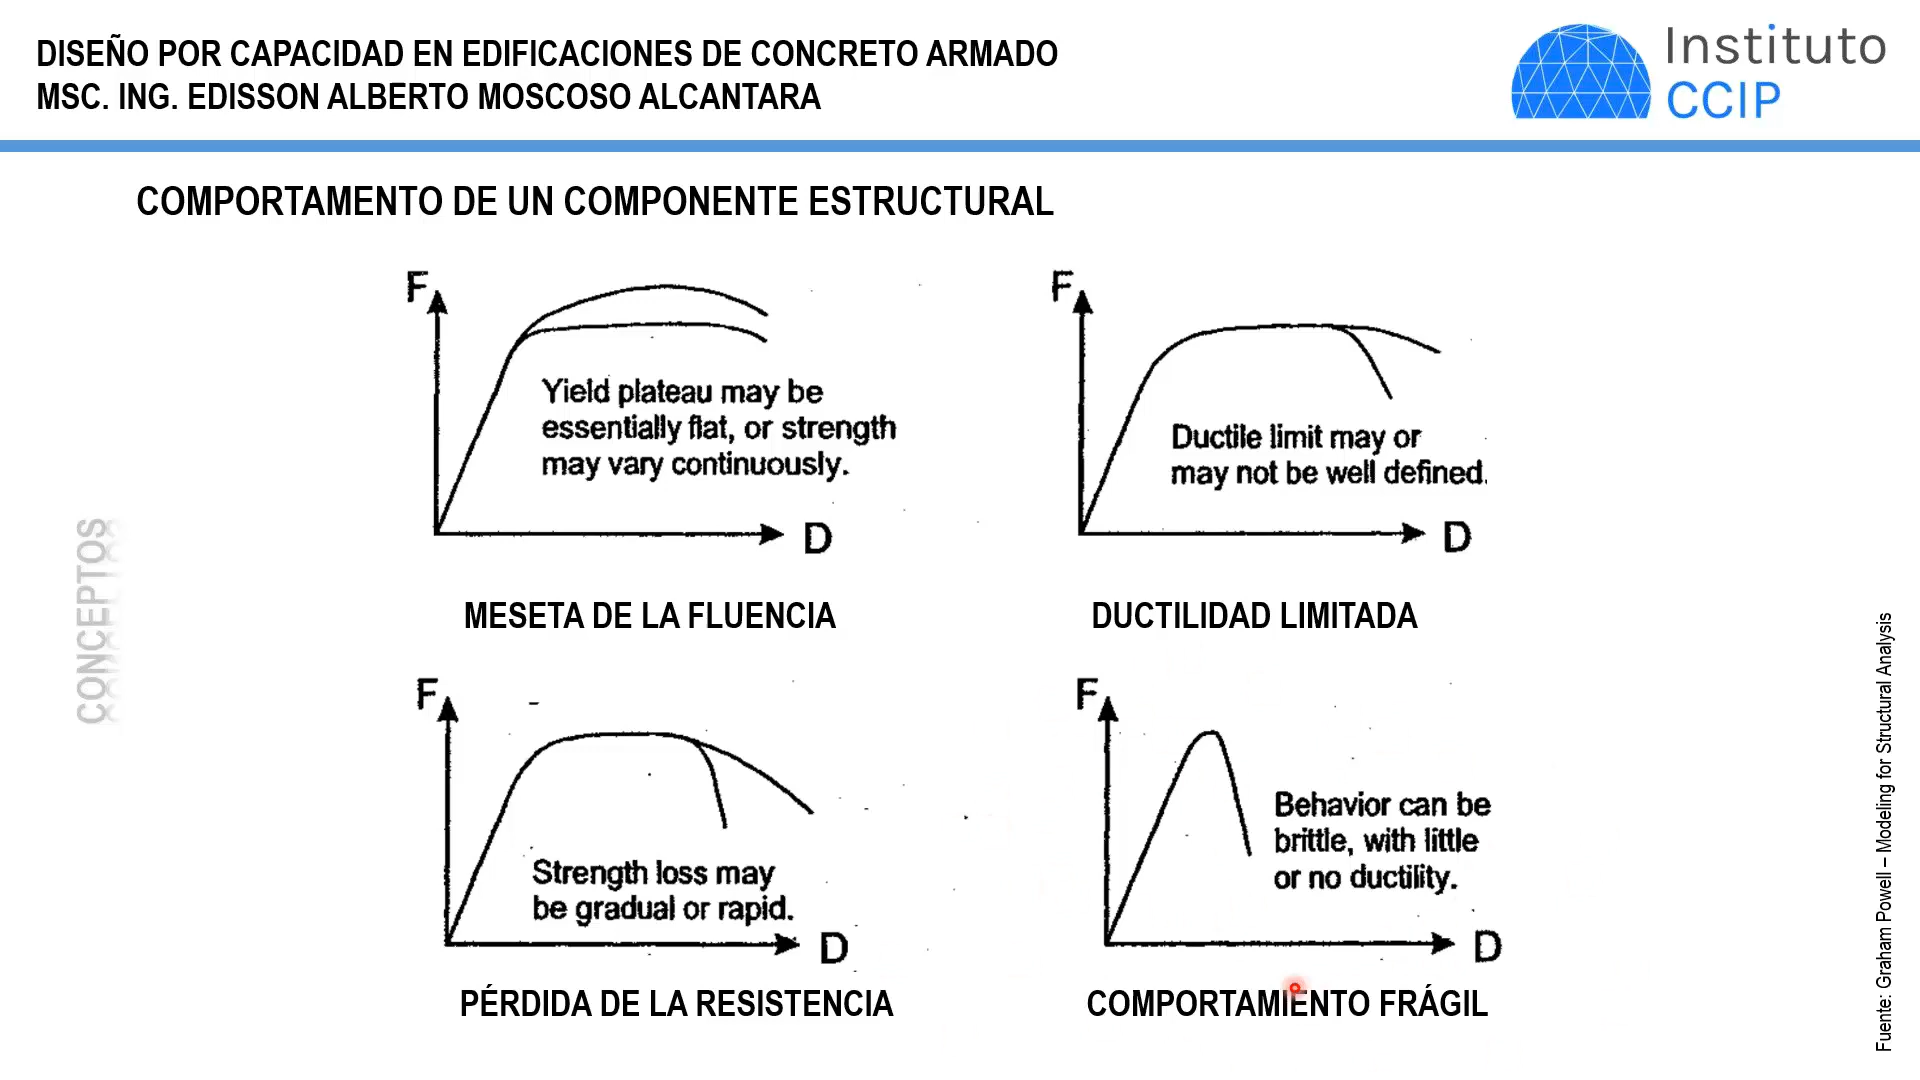 DISEÑO POR CAPACIDAD EN EDIFICACIONES DE CONCRETO ARMADO
MSC. ING. EDISSON ALBERTO MOSCOSO ALCANTARA
Instituto
CCIP
COMPORTAMENTO DE UN COMPONENTE ESTRUCTURAL
F
Yield plateau may be
essentially flat, or strength
may vary continuously.
D
MESETA DE LA FLUENCIA
F
Ductile limit may or
may not be well defined.
D
DUCTILIDAD LIMITADA
CONCEPTOS
F
Strength loss may
be gradual or rapid.
D
PÉRDIDA DE LA RESISTENCIA
F
Behavior can be
brittle, with little
or no ductility.
D
COMPORTAMIENTO FRÁGIL
Fuente: Graham Powell – Modeling for Structural Analysis